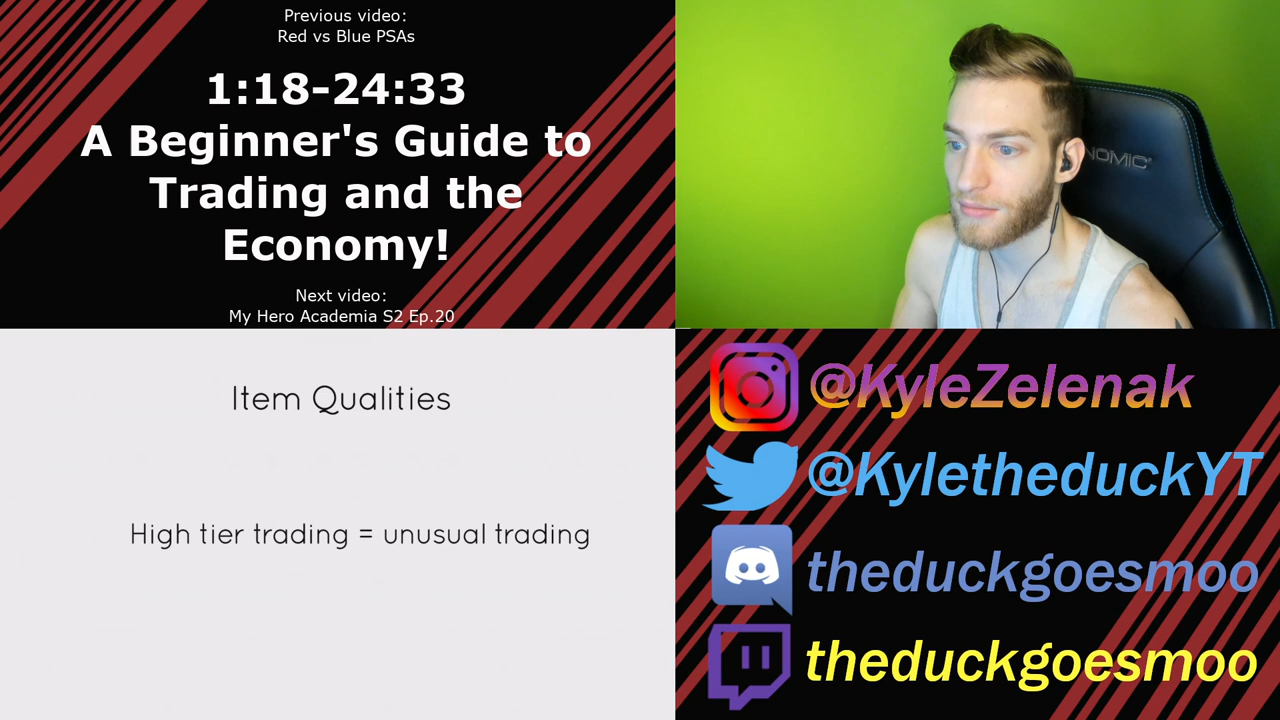 Previous video:
Red vs Blue PSAs
1:18-24:33
A Beginner's Guide to
Trading and the
Economy!
Next video:
My Hero Academia S2 Ep.20
NOMIC
Item Qualities
High tier trading = unusual trading
@KyleZelenak
@KyletheduckYT
theduckgoesmoo
theduckgoesmoo